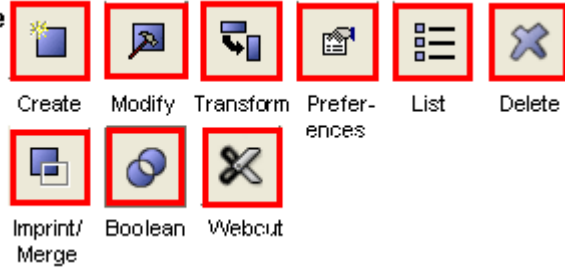 e
Create Modify Transform Prefer-
ences List Delete
Imprint/
Merge Boolean Webcut